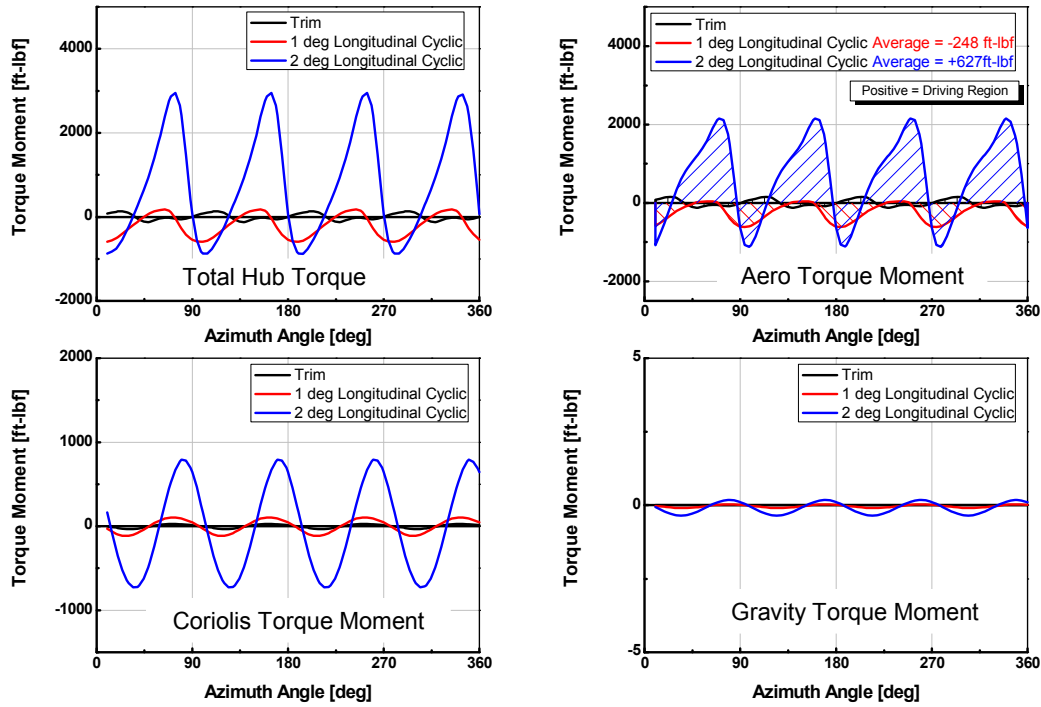 Torque Moment [ft-lbf]
5000
4000
2000
0
-2000
Trim
1 deg Longitudinal Cyclic
2 deg Longitudinal Cyclic
Total Hub Torque
0
90
180
270
360
Azimuth Angle [deg]
Torque Moment [ft-lbf]
4000
2000
0
-2000
Trim
1 deg Longitudinal Cyclic Average = -248 ft-lbf
2 deg Longitudinal Cyclic Average = +627ft-lbf
Positive = Driving Region
Aero Torque Moment
0
90
180
270
360
Azimuth Angle [deg]
Torque Moment [ft-lbf]
2000
1000
0
-1000
Trim
1 deg Longitudinal Cyclic
2 deg Longitudinal Cyclic
Coriolis Torque Moment
0
90
180
270
360
Azimuth Angle [deg]
Torque Moment [ft-lbf]
5
0
-5
Trim
1 deg Longitudinal Cyclic
2 deg Longitudinal Cyclic
Gravity Torque Moment
0
90
180
270
360
Azimuth Angle [deg]